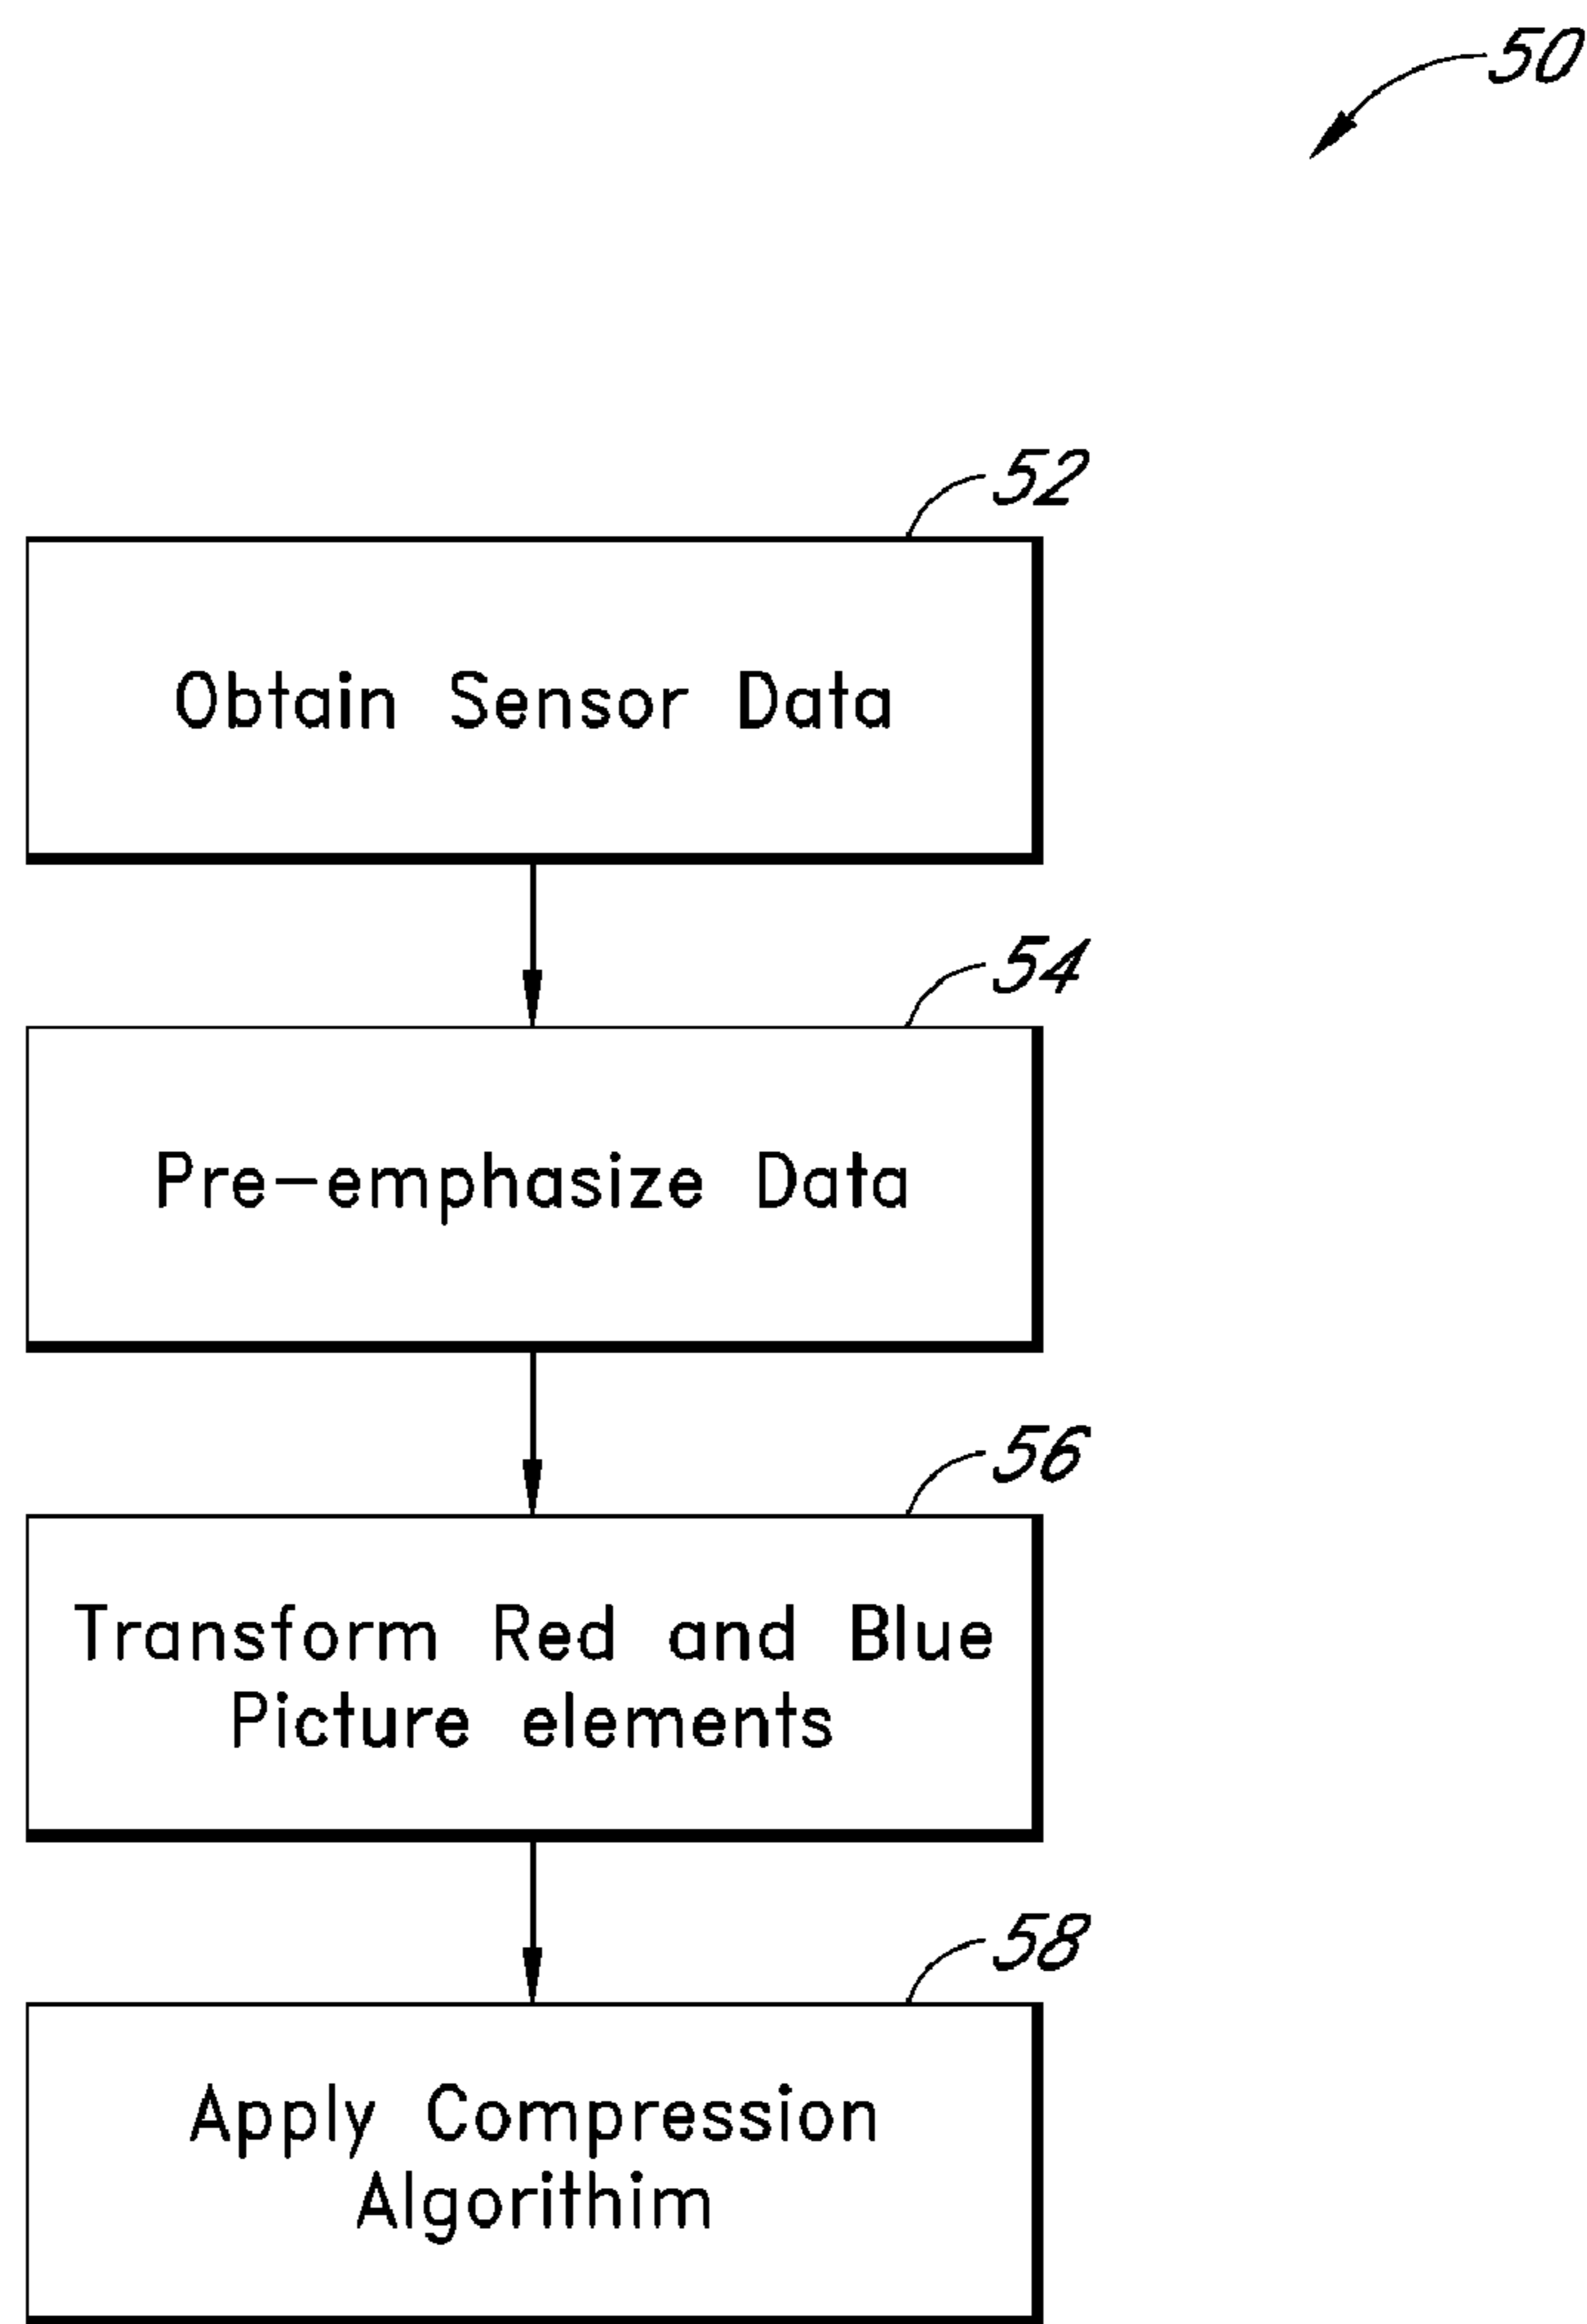 50
52
Obtain Sensor Data
54
Pre-emphasize Data
56
Transform Red and Blue
Picture elements
58
Apply Compression
Algorithim